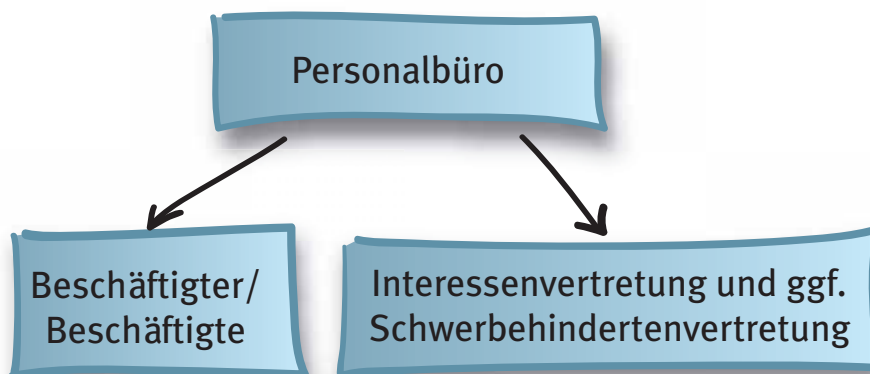 Personalbüro
Beschäftigter/
Beschäftigte
Interessenvertretung und ggf.
Schwerbehindertenvertretung